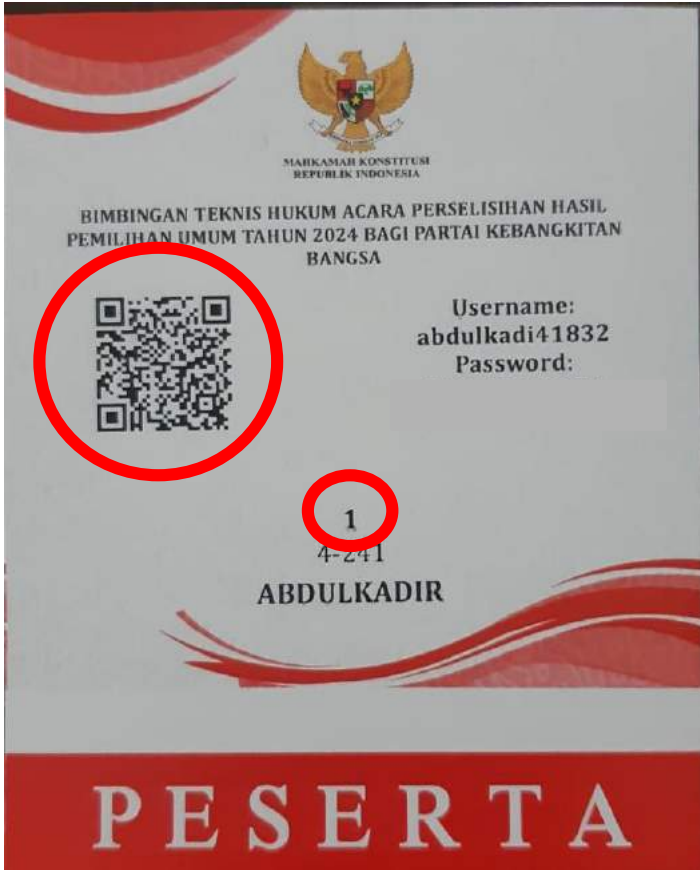 MAHKAMAH KONSTITUSI
REPUBLIK INDONESIA
BIMBINGAN TEKNIS HUKUM ACARA PERSELISIHAN HASIL
PEMILIHAN UMUM TAHUN 2024 BAGI PARTAI KEBANGKITAN
BANGSA
Username:
abdulkadi41832
Password:
1
4-241
ABDULKADIR
PESERTA